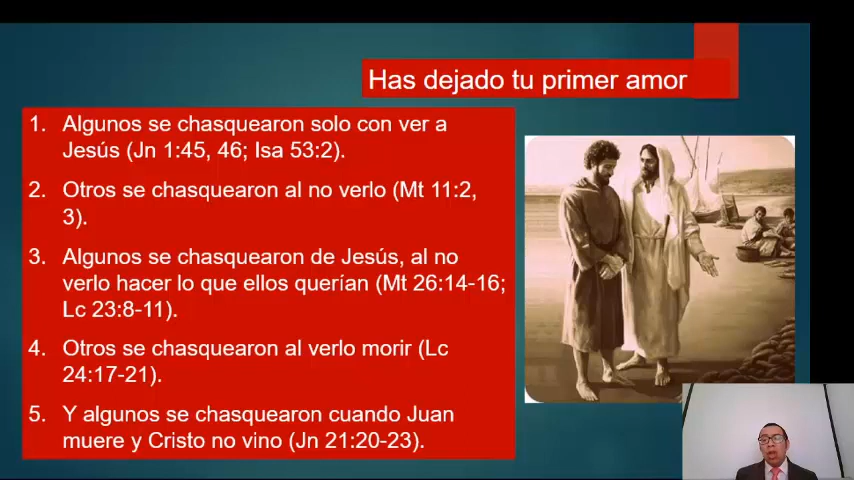 Has dejado tu primer amor
1. Algunos se chasquearon solo con ver a
Jesús (Jn 1:45, 46; Isa 53:2).
2. Otros se chasquearon al no verlo (Mt 11:2,
3).
3. Algunos se chasquearon de Jesús, al no
verlo hacer lo que ellos querían (Mt 26:14-16;
Lc 23:8-11).
4. Otros se chasquearon al verlo morir (Lc
24:17-21).
5. Y algunos se chasquearon cuando Juan
muere y Cristo no vino (Jn 21:20-23).